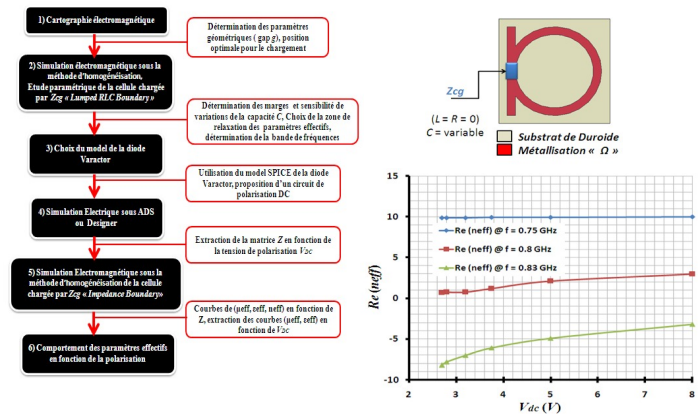 1) Cartographie électromagnétique
Détermination des paramètres
géométriques ( gap g), position
optimale pour le chargement
2) Simulation électromagnétique sous la
méthode d'homogénéisation,
Etude paramétrique de la cellule chargée
par Zcg « Lumped RLC Boundary»
Détermination des marges et sensibilité de
variations de la capacité C, Choix de la zone de
relaxation des paramètres effectifs,
détermination de la bande de fréquences
3) Choix du model de la diode
Varactor
Utilisation du model SPICE de la diode
Varactor, proposition d'un circuit de
polarisation DC
4) Simulation Electrique sous ADS
ou Designer
Extraction de la matrice Z en fonction de
la tension de polarisation VDC
5) Simulation Electromagnétique sous la
méthode d'homogénéisation de la cellule
chargée par Zcg « Impedance Boundary»
Courbes de (μeff, εeff, neff) en fonction de
Z, extraction des courbes (μeff, εeff) en
fonction de VDC
6) Comportement des paramètres effectifs
en fonction de la polarisation
Zcg
(L = R = 0)
C = variable
Substrat de Duroide
Métallisation « Ω »
Re (neff)
15
10
5
0
-5
-10
Re (neff) @ f = 0.75 GHz
Re (neff) @ f = 0.8 GHz
Re (neff) @ f = 0.83 GHz
2 3 4 5 6 7 8
Vdc (V)